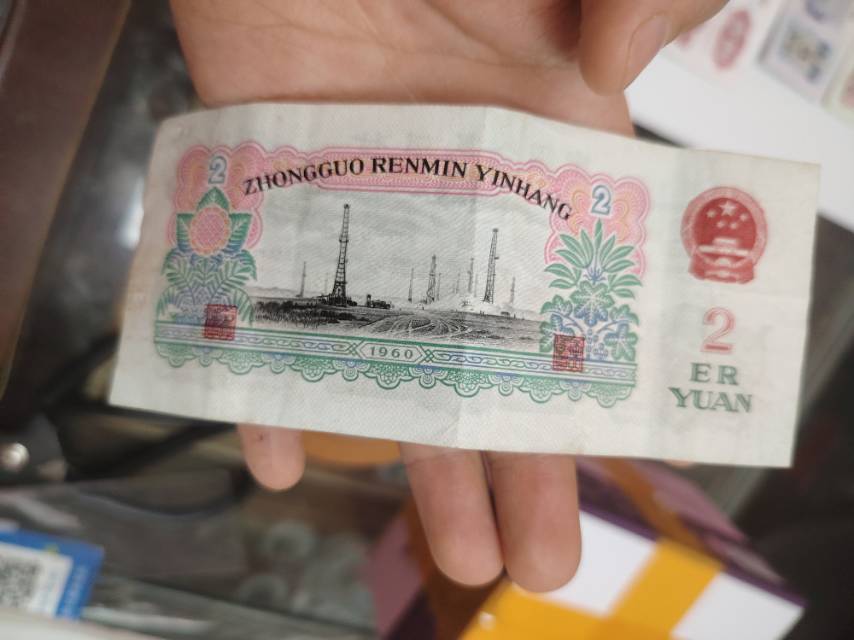 2
ZHONGGUO RENMIN YINHANG
2
1960
2
ER
YUAN